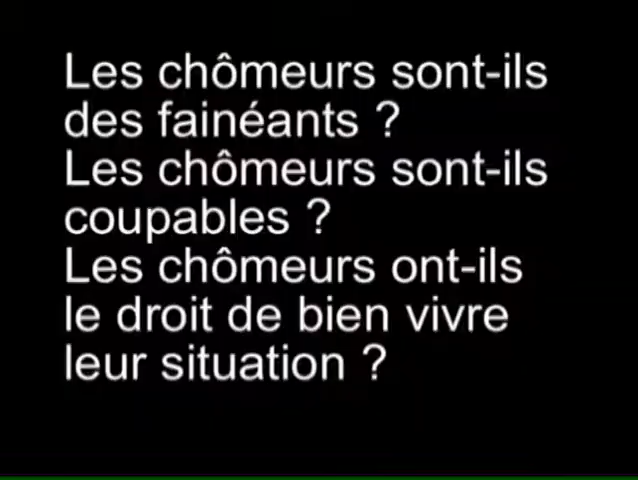 Les chômeurs sont-ils
des fainéants ?
Les chômeurs sont-ils
coupables ?
Les chômeurs ont-ils
le droit de bien vivre
leur situation ?